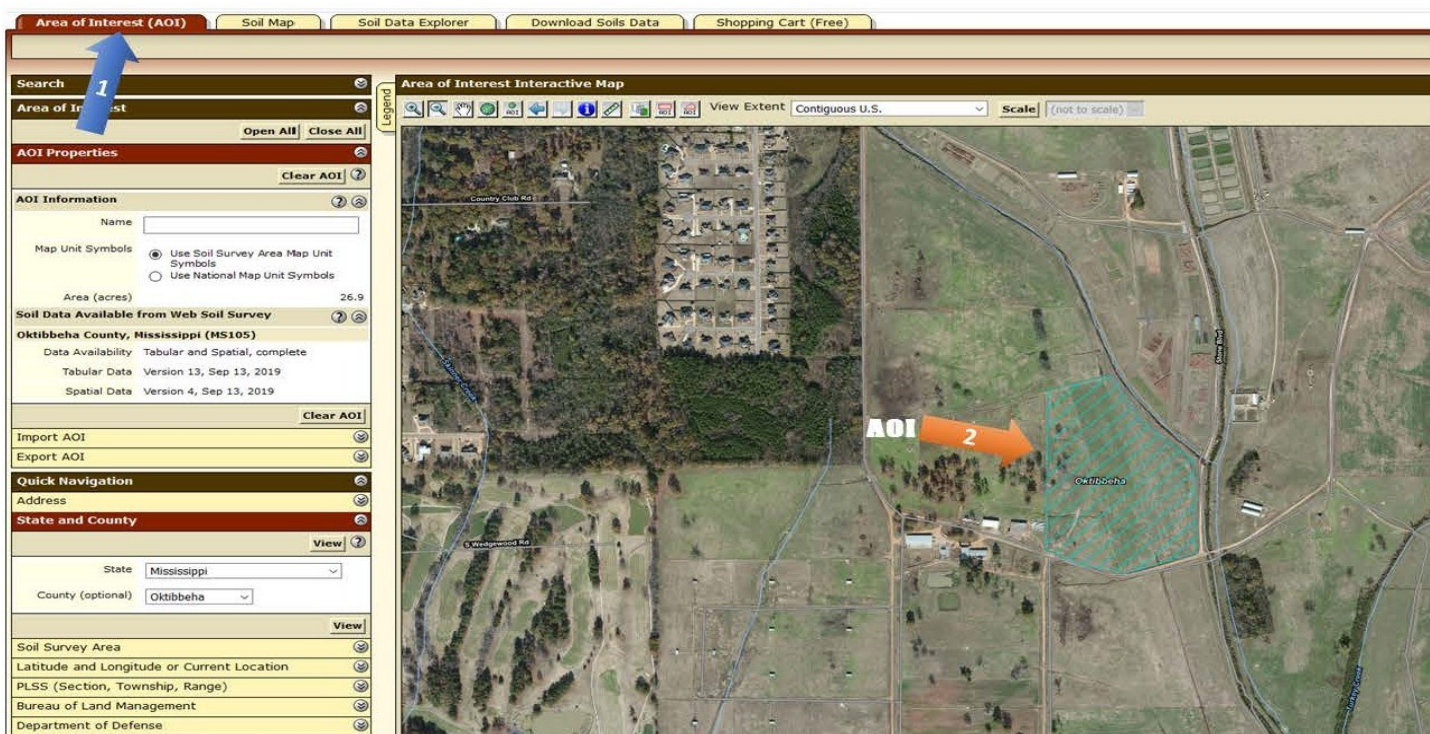 Area of Interest (AOI)
Soil Map
Soil Data Explorer
Download Soils Data
Shopping Cart (Free)
1
Search
Area of Interest
Open All
Close All
AOI Properties
Clear AOI
AOI Information
Name
Map Unit Symbols
Use Soil Survey Area Map Unit
Symbols
Use National Map Unit Symbols
Area (acres)
26.9
Soil Data Available from Web Soil Survey
Oktibbeha County, Mississippi (MS105)
Data Availability
Tabular and Spatial, complete
Tabular Data
Version 13, Sep 13, 2019
Spatial Data
Version 4, Sep 13, 2019
Clear AOI
Import AOI
Export AOI
Quick Navigation
Address
State and County
View
State
Mississippi
County (optional)
Oktibbeha
View
Soil Survey Area
Latitude and Longitude or Current Location
PLSS (Section, Township, Range)
Bureau of Land Management
Department of Defense
Legend
Area of Interest Interactive Map
AOI
AOI
AOI
View Extent
Contiguous U.S.
Scale
(not to scale)
Country Club Rd
Stone Blvd
AOI
2
Oktibbeha
S Wedgewood Rd
Turkey Creek